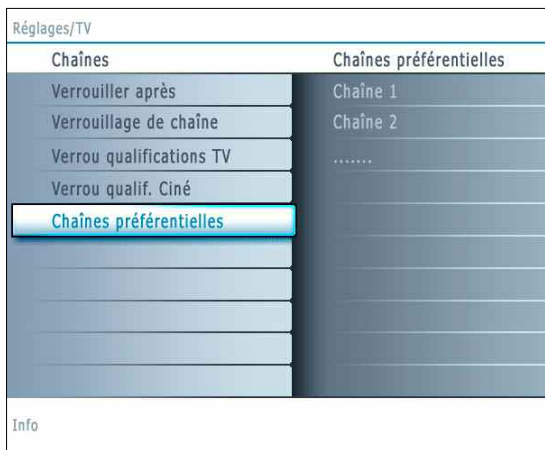 Réglages/TV
Chaînes
Chaînes préférentielles
Verrouiller après
Chaîne 1
Verrouillage de chaîne
Chaîne 2
Verrou qualifications TV
.......
Verrou qualif. Ciné
Chaînes préférentielles
Info